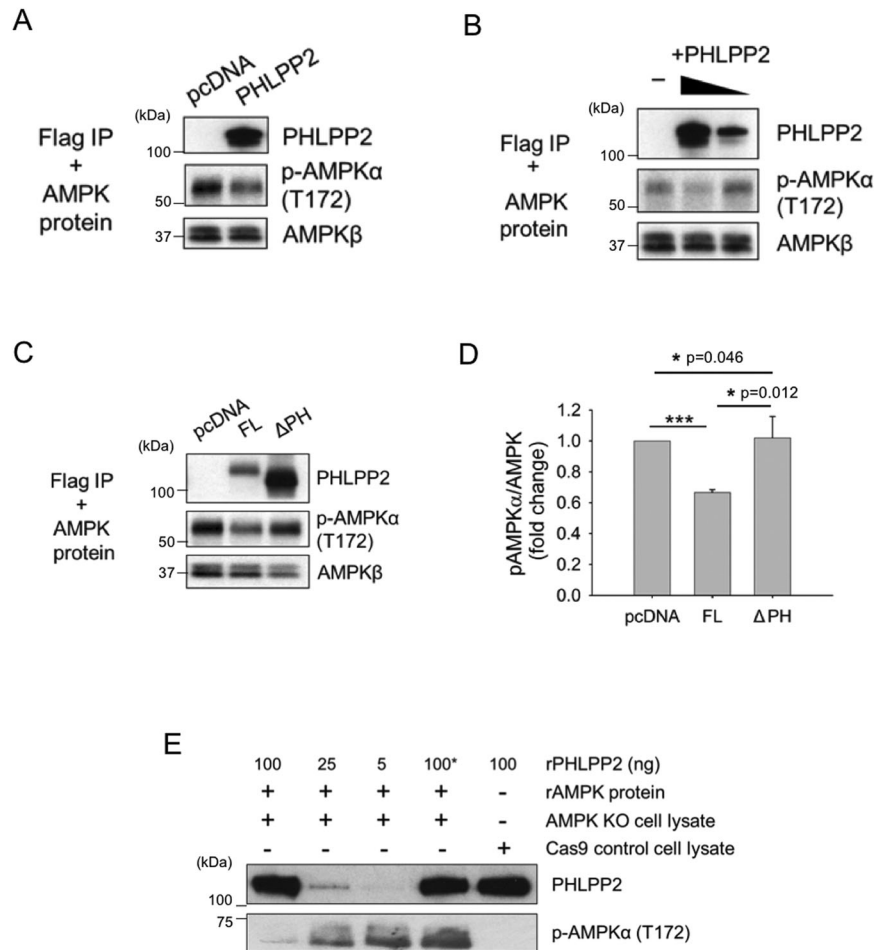 A
pcDNA
PHLPP2
(kDa)
Flag IP
+
AMPK
protein
100
50
37
PHLPP2
p-AMPKα
(T172)
AMPKβ
B
+PHLPP2
–
(kDa)
Flag IP
+
AMPK
protein
100
50
37
PHLPP2
p-AMPKα
(T172)
AMPKβ
C
pcDNA
FL
ΔPH
(kDa)
Flag IP
+
AMPK
protein
100
50
37
PHLPP2
p-AMPKα
(T172)
AMPKβ
D
* p=0.046
* p=0.012
***
pAMPKα/AMPK
(fold change)
1.2
1.0
0.8
0.6
0.4
0.2
0.0
pcDNA FL ΔPH
E
100 25 5 100* 100 rPHLPP2 (ng)
+ + + + - rAMPK protein
+ + + + - AMPK KO cell lysate
- - - - + Cas9 control cell lysate
(kDa)
100
PHLPP2
75
p-AMPKα (T172)